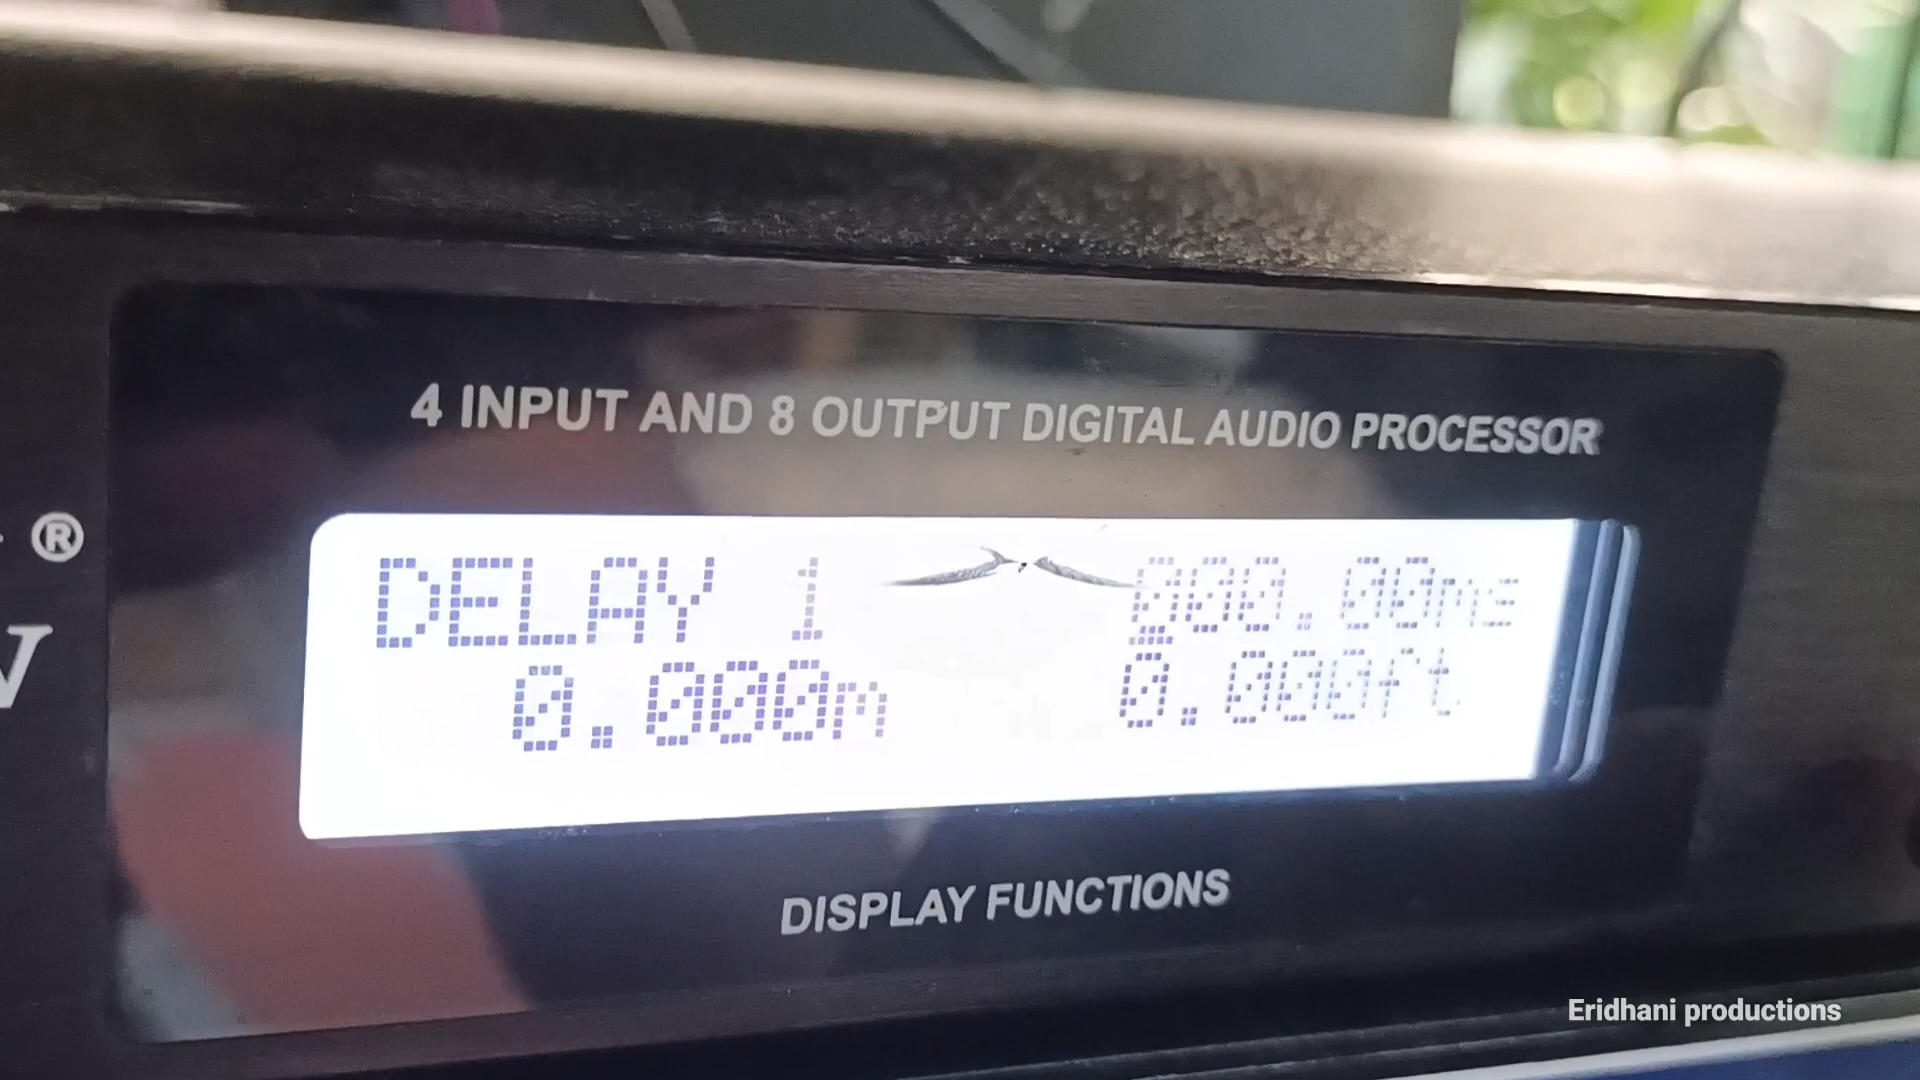 4 INPUT AND 8 OUTPUT DIGITAL AUDIO PROCESSOR
®
DELAY 1 000.00ms
0.000m 0.000ft
DISPLAY FUNCTIONS
Eridhani productions